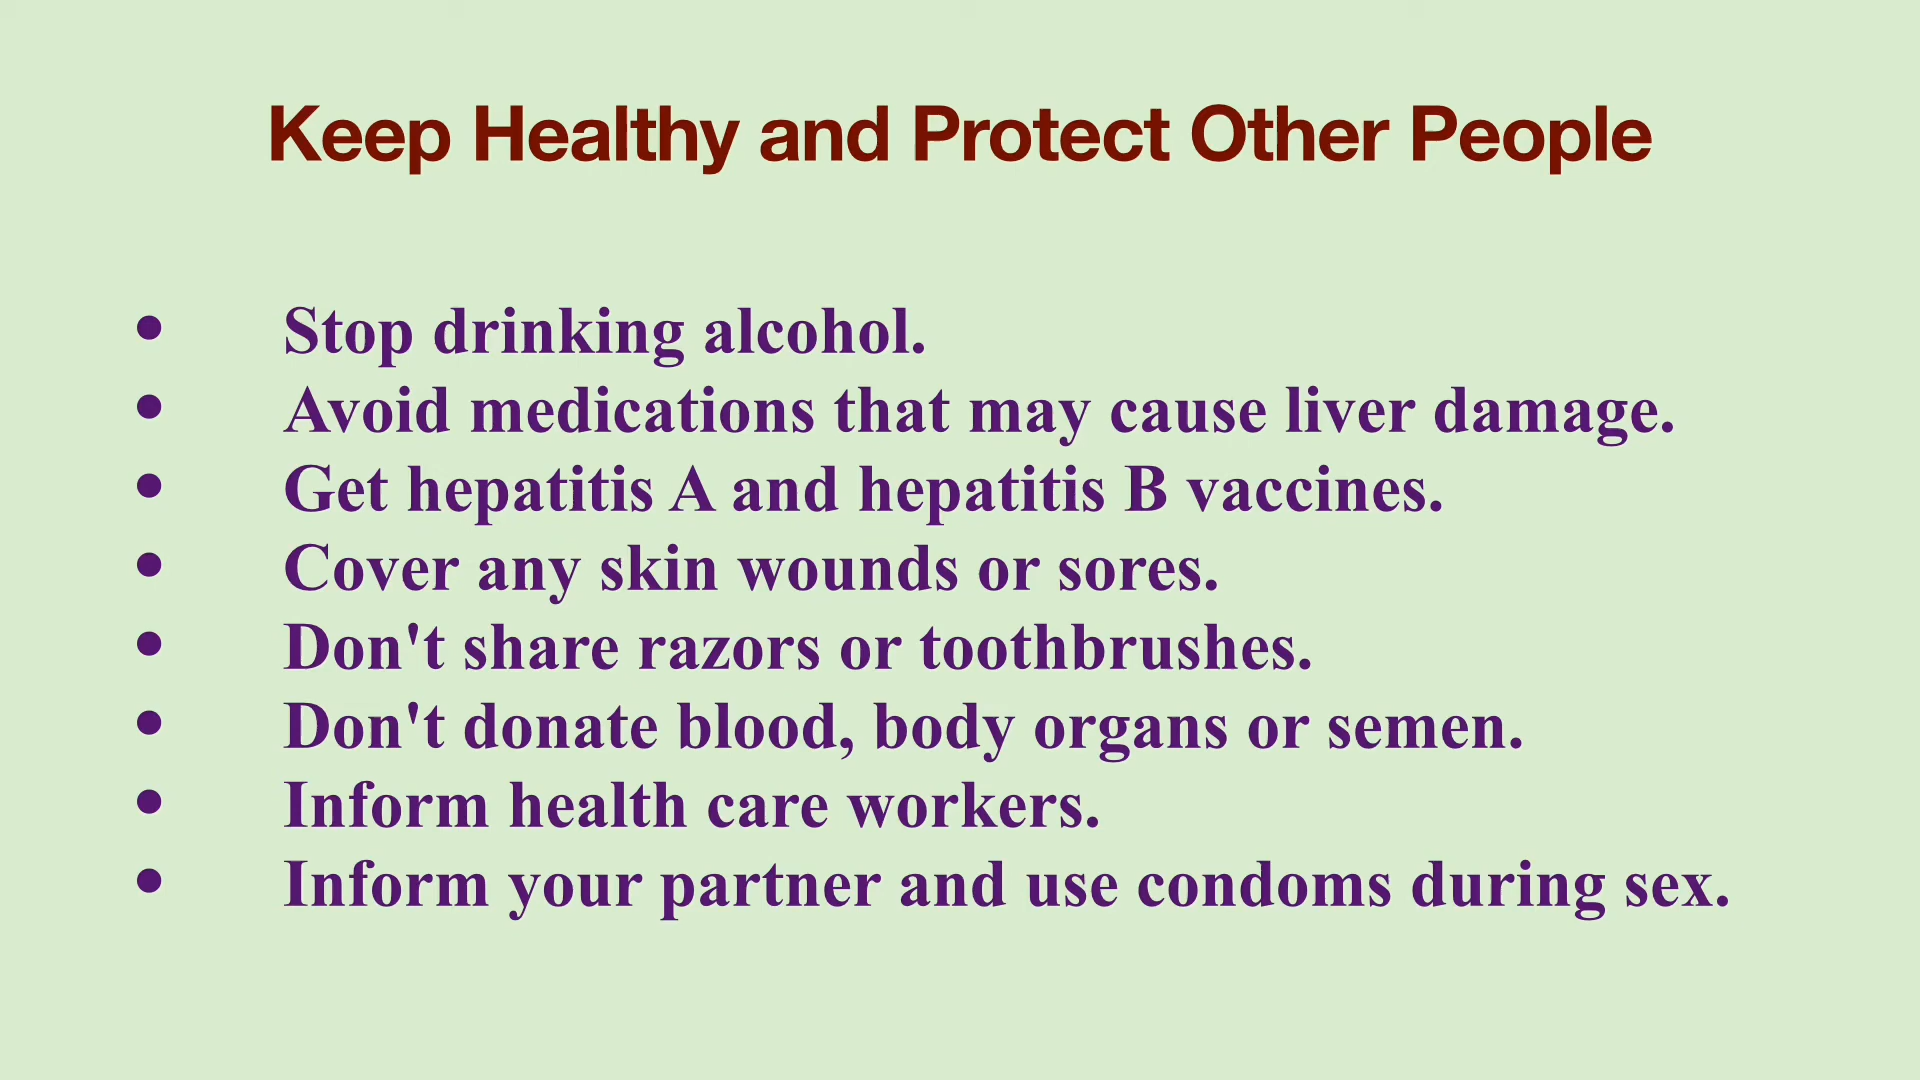 Keep Healthy and Protect Other People
• Stop drinking alcohol.
• Avoid medications that may cause liver damage.
• Get hepatitis A and hepatitis B vaccines.
• Cover any skin wounds or sores.
• Don't share razors or toothbrushes.
• Don't donate blood, body organs or semen.
• Inform health care workers.
• Inform your partner and use condoms during sex.